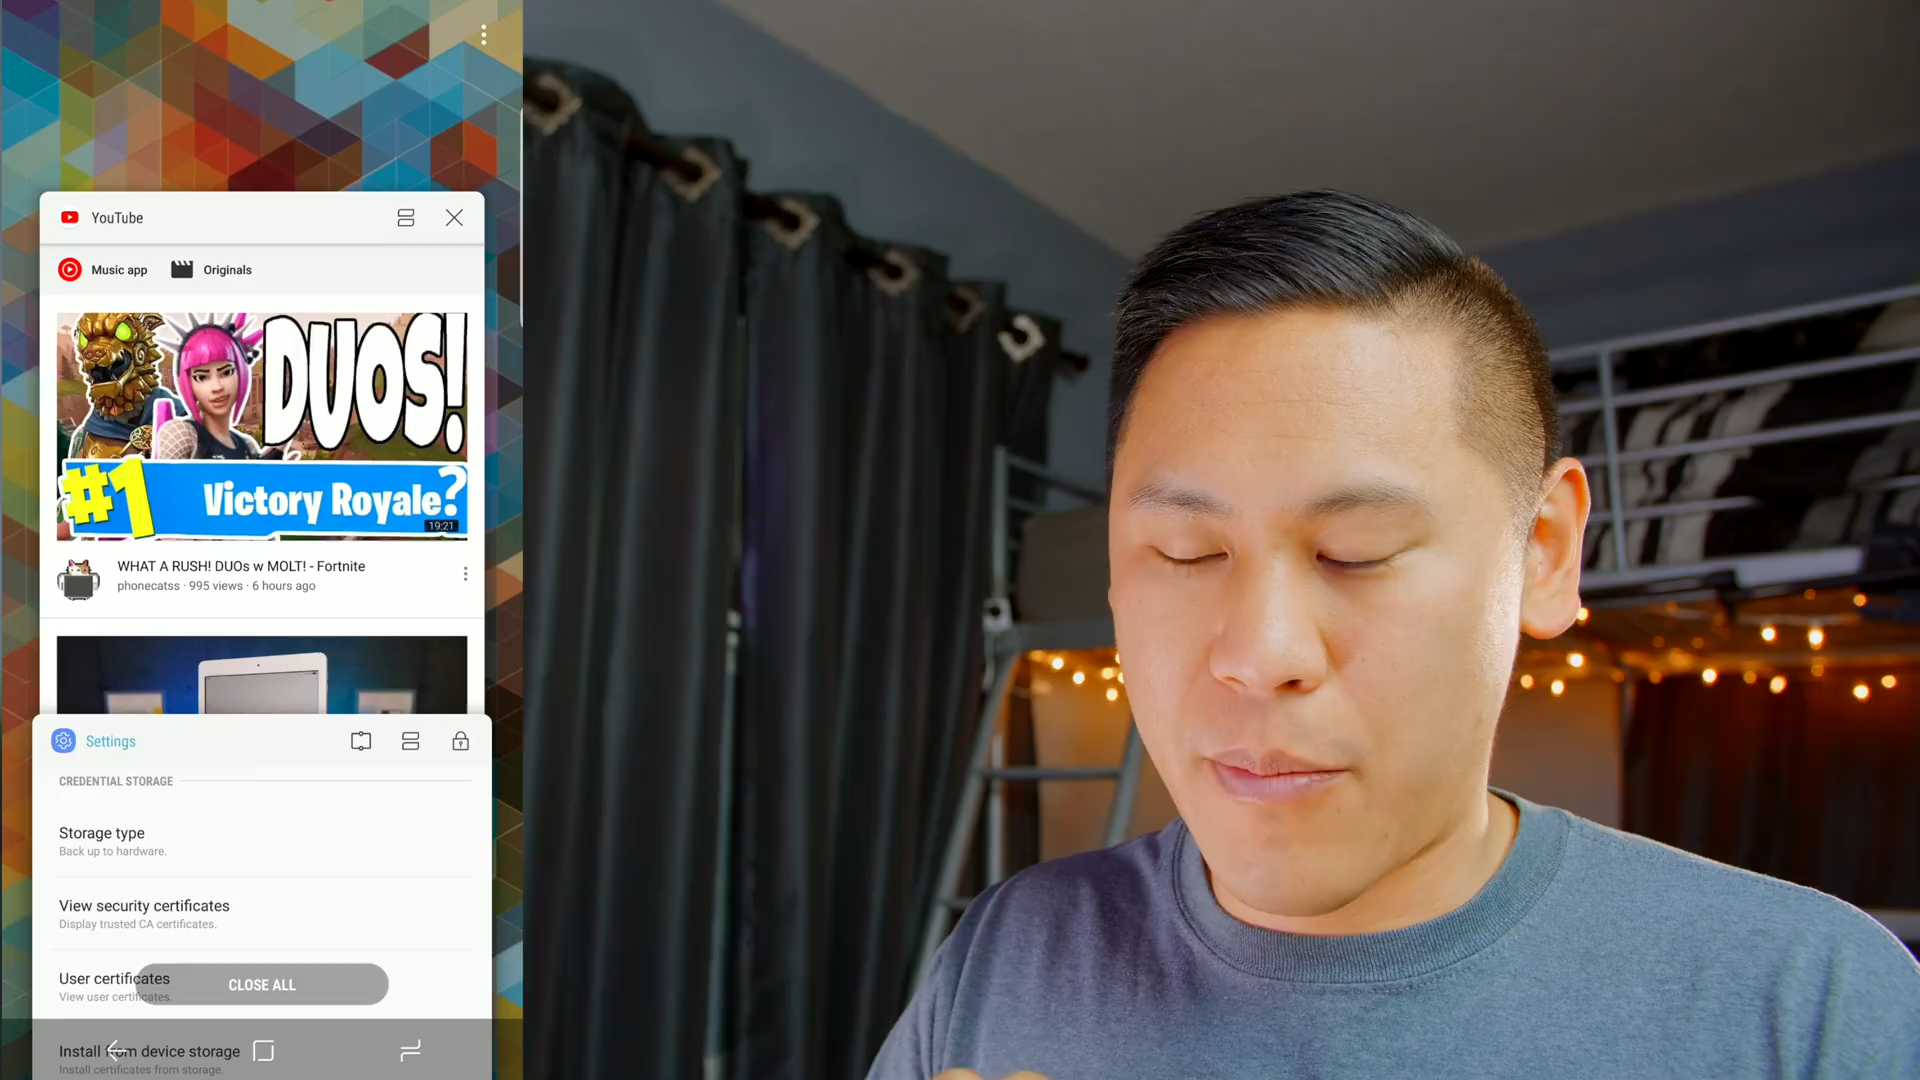 YouTube
Music app
Originals
DUOS!
#1 Victory Royale?
19:21
WHAT A RUSH! DUOs w MOLT! - Fortnite
phonecatss · 995 views · 6 hours ago
Settings
CREDENTIAL STORAGE
Storage type
Back up to hardware.
View security certificates
Display trusted CA certificates.
User certificates
View user certificates.
CLOSE ALL
Install from device storage
Install certificates from storage.